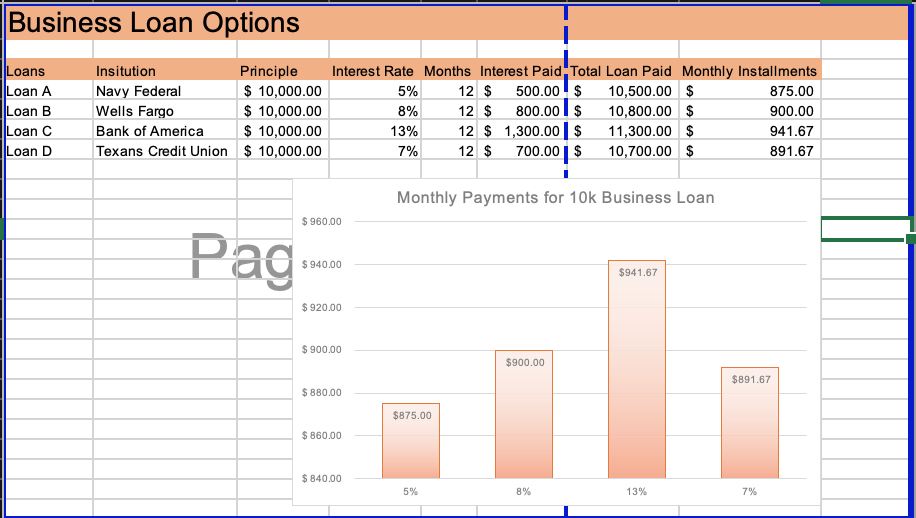 Business Loan Options
Loans Insitution Principle Interest Rate Months Interest Paid Total Loan Paid Monthly Installments
Loan A Navy Federal $ 10,000.00 5% 12 $ 500.00 $ 10,500.00 $ 875.00
Loan B Wells Fargo $ 10,000.00 8% 12 $ 800.00 $ 10,800.00 $ 900.00
Loan C Bank of America $ 10,000.00 13% 12 $ 1,300.00 $ 11,300.00 $ 941.67
Loan D Texans Credit Union $ 10,000.00 7% 12 $ 700.00 $ 10,700.00 $ 891.67
Monthly Payments for 10k Business Loan
$ 960.00
$ 940.00
$941.67
$ 920.00
Pag
$ 900.00
$900.00
$ 880.00
$891.67
$875.00
$ 860.00
$ 840.00
5% 8% 13% 7%